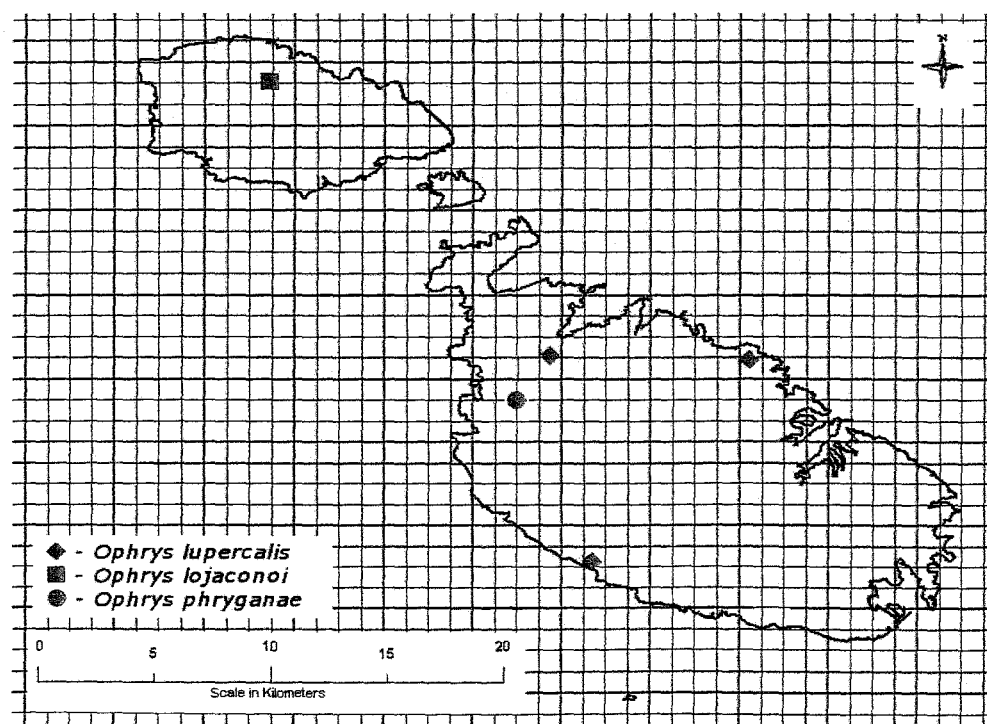 N
- Ophrys lupercalis
- Ophrys lojaconoi
- Ophrys phryganae
0 5 10 15 20
Scale in Kilometers